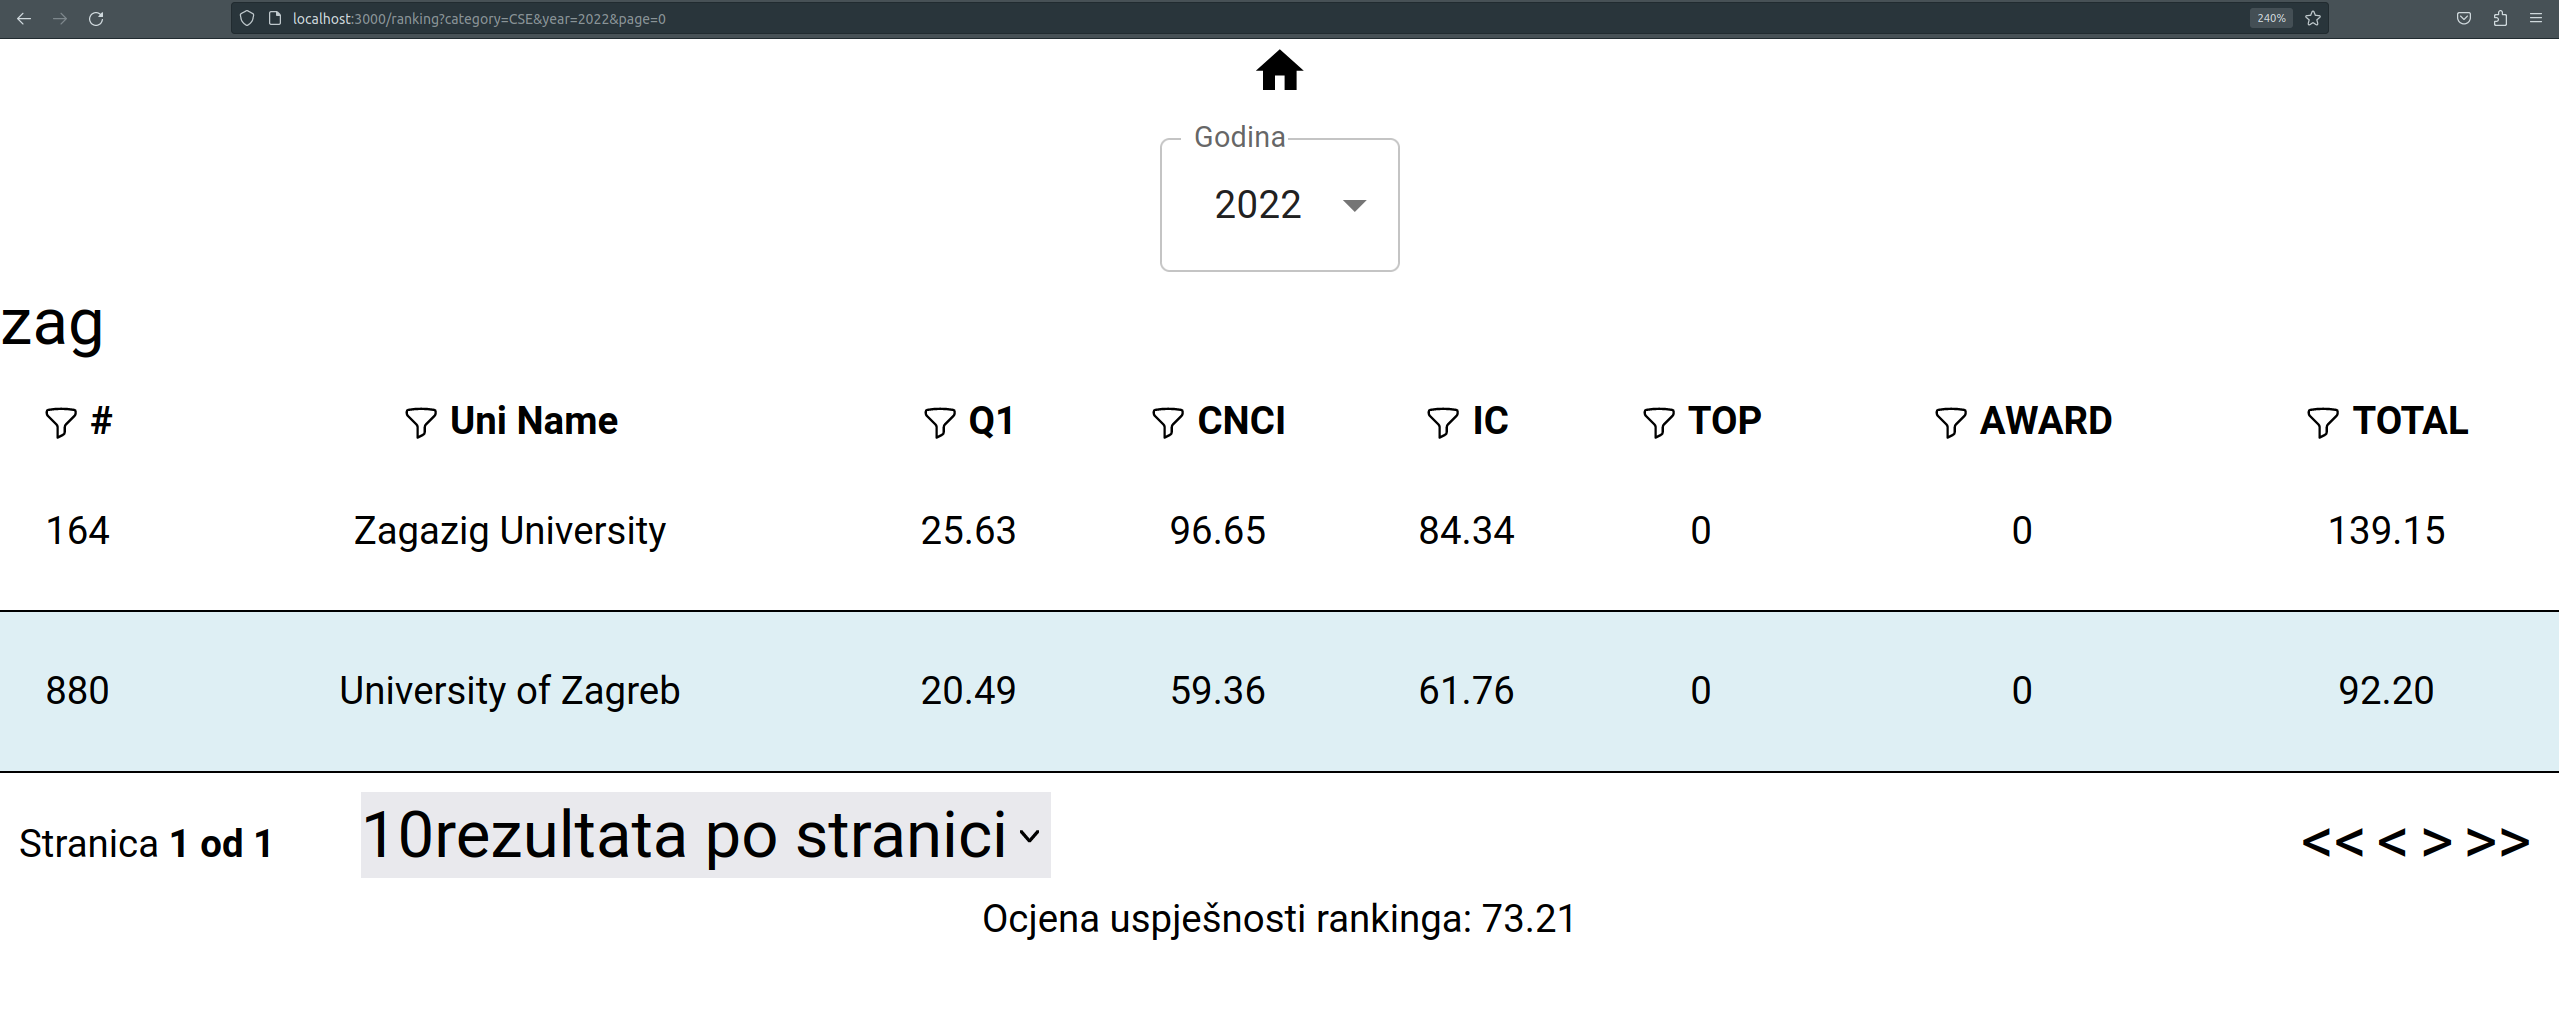 localhost:3000/ranking?category=CSE&year=2022&page=0 240%
Godina
2022
zag
# Uni Name Q1 CNCI IC TOP AWARD TOTAL
164 Zagazig University 25.63 96.65 84.34 0 0 139.15
880 University of Zagreb 20.49 59.36 61.76 0 0 92.20
Stranica 1 od 1 10rezultata po stranici << < > >>
Ocjena uspješnosti rankinga: 73.21